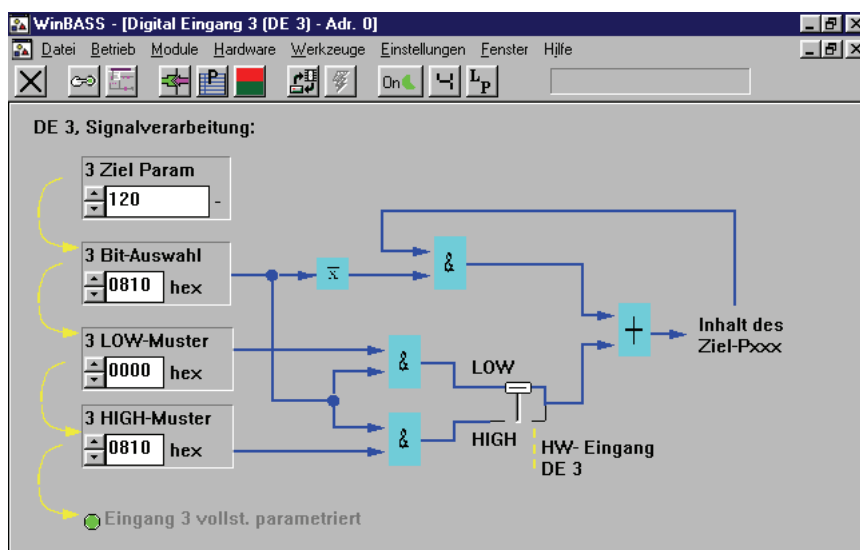 WinBASS - [Digital Eingang 3 (DE 3) - Adr. 0]
Datei Betrieb Module Hardware Werkzeuge Einstellungen Fenster Hilfe
P On L P
DE 3, Signalverarbeitung:
3 Ziel Param
120 -
3 Bit-Auswahl
0810 hex
x
&
3 LOW-Muster
0000 hex
&
LOW
+
Inhalt des
Ziel-Pxxx
3 HIGH-Muster
0810 hex
&
HIGH
HW- Eingang
DE 3
Eingang 3 vollst. parametriert